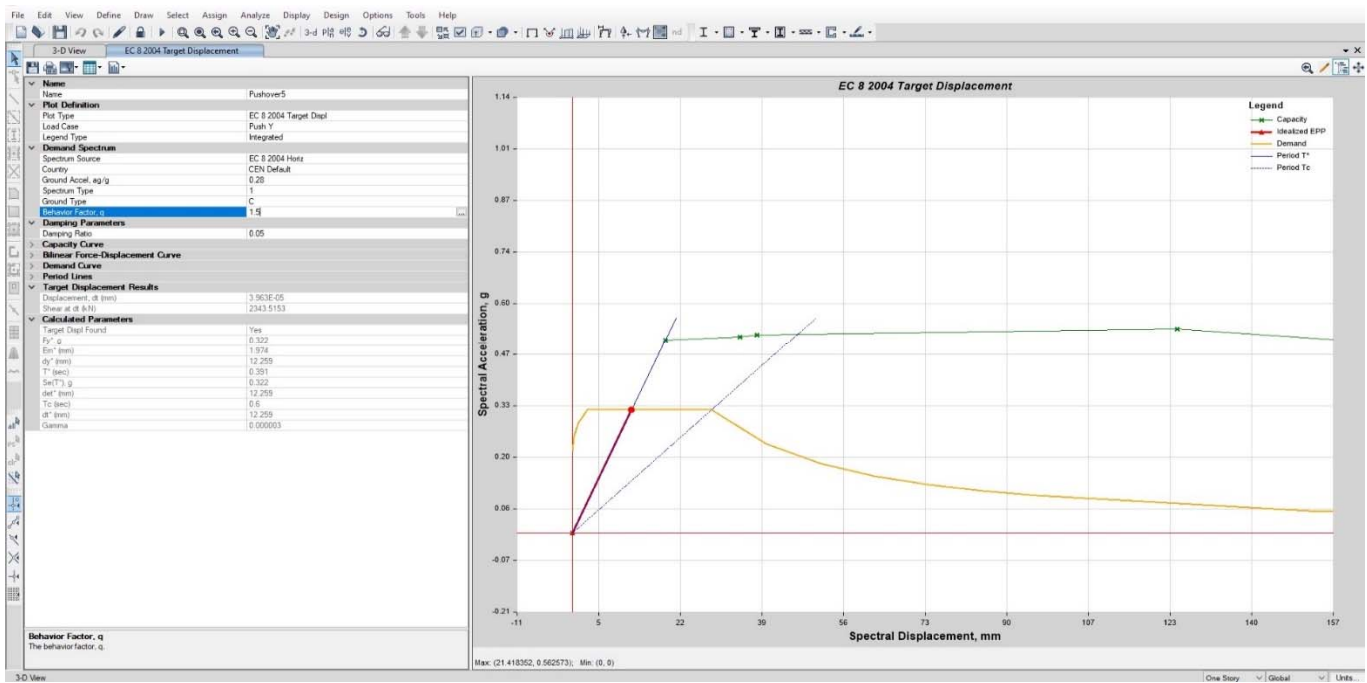 File Edit View Define Draw Select Assign Analyze Display Design Options Tools Help
3-d
nd
3-D View EC 8 2004 Target Displacement
Name
Name Pushover5
Plot Definition
Plot Type EC 8 2004 Target Displ
Load Case Push Y
Legend Type Integrated
Demand Spectrum
Spectrum Source EC 8 2004 Horiz
Country CEN Default
Ground Accel, ag/g 0.28
Spectrum Type 1
Ground Type C
Behavior Factor, q 1.5
Damping Parameters
Damping Ratio 0.05
Capacity Curve
Bilinear Force-Displacement Curve
Demand Curve
Period Lines
Target Displacement Results
Displacement, dt (mm) 3.963E-05
Shear at dt (kN) 2343.5153
Calculated Parameters
Target Displ Found Yes
Fy*, g 0.322
Em* (mm) 1.974
dy* (mm) 12.259
T* (sec) 0.391
Se(T*), g 0.322
det* (mm) 12.259
Tc (sec) 0.6
dt* (mm) 12.259
Gamma 0.000003
Behavior Factor, q
The behavior factor, q.
EC 8 2004 Target Displacement
Legend
Capacity
Idealized EPP
Demand
Period T*
Period Tc
1.14
1.01
0.87
0.74
0.60
0.47
0.33
0.20
0.06
-0.07
-0.21
Spectral Acceleration, g
-11 5 22 39 56 73 90 107 123 140 157
Spectral Displacement, mm
Max: (21.418352, 0.562573); Min: (0, 0)
3-D View One Story Global Units...